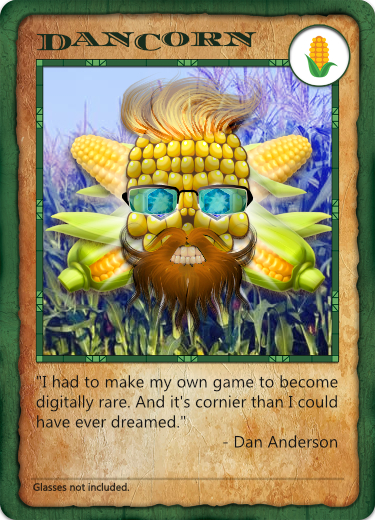 DANCORN
"I had to make my own game to become
digitally rare. And it's cornier than I could
have ever dreamed."
- Dan Anderson
Glasses not included.